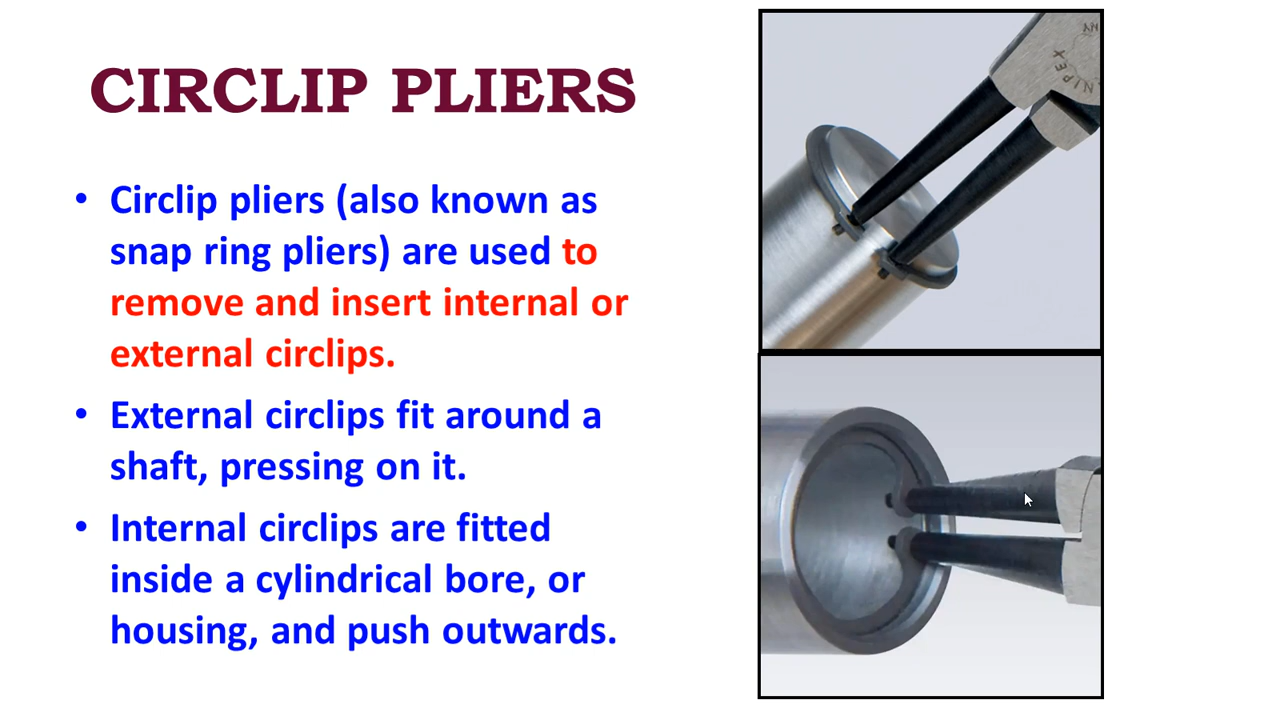 CIRCLIP PLIERS
• Circlip pliers (also known as
snap ring pliers) are used to
remove and insert internal or
external circlips.
• External circlips fit around a
shaft, pressing on it.
• Internal circlips are fitted
inside a cylindrical bore, or
housing, and push outwards.